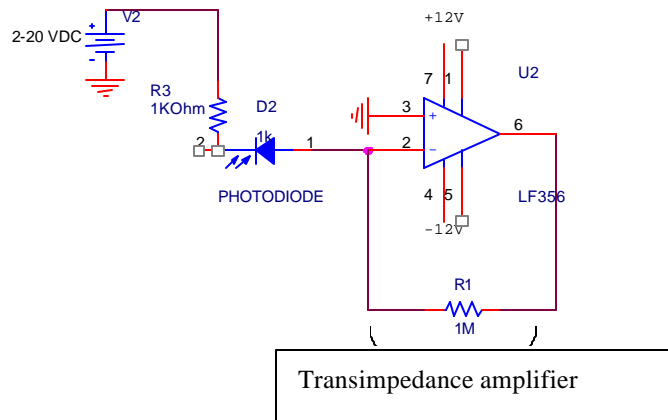 V2
2-20 VDC
+
-
R3
1KOhm
2
D2
1k
1
PHOTODIODE
+12V
7 1
U2
3
+
2
-
6
4 5
-12V
LF356
R1
1M
Transimpedance amplifier